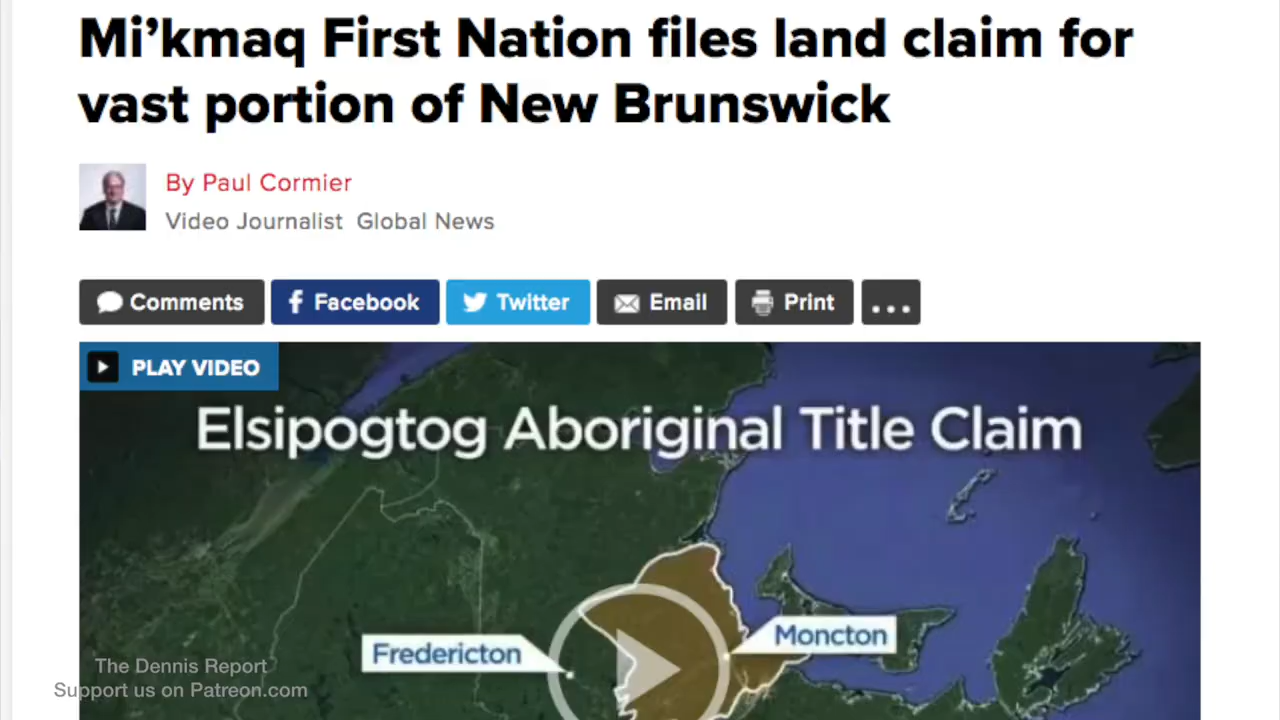 Mi’kmaq First Nation files land claim for
vast portion of New Brunswick
By Paul Cormier
Video Journalist Global News
Comments Facebook Twitter Email Print ...
PLAY VIDEO
Elsipogtog Aboriginal Title Claim
Moncton
Fredericton
The Dennis Report
Support us on Patreon.com